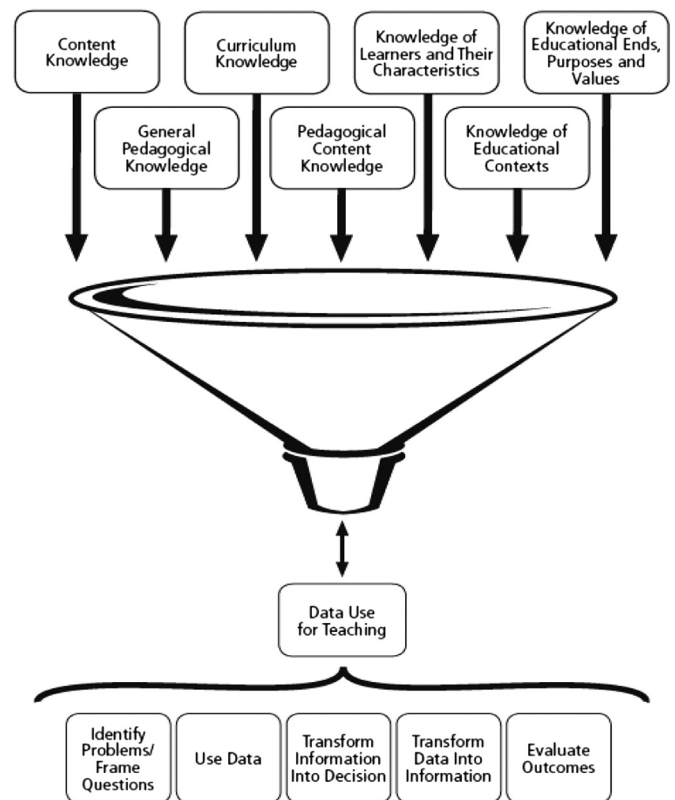 Content
Knowledge
Curriculum
Knowledge
Knowledge of
Learners and Their
Characteristics
Knowledge of
Educational Ends,
Purposes and
Values
General
Pedagogical
Knowledge
Pedagogical
Content
Knowledge
Knowledge of
Educational
Contexts
Data Use
for Teaching
Identify
Problems/
Frame
Questions
Use Data
Transform
Information
Into Decision
Transform
Data Into
Information
Evaluate
Outcomes